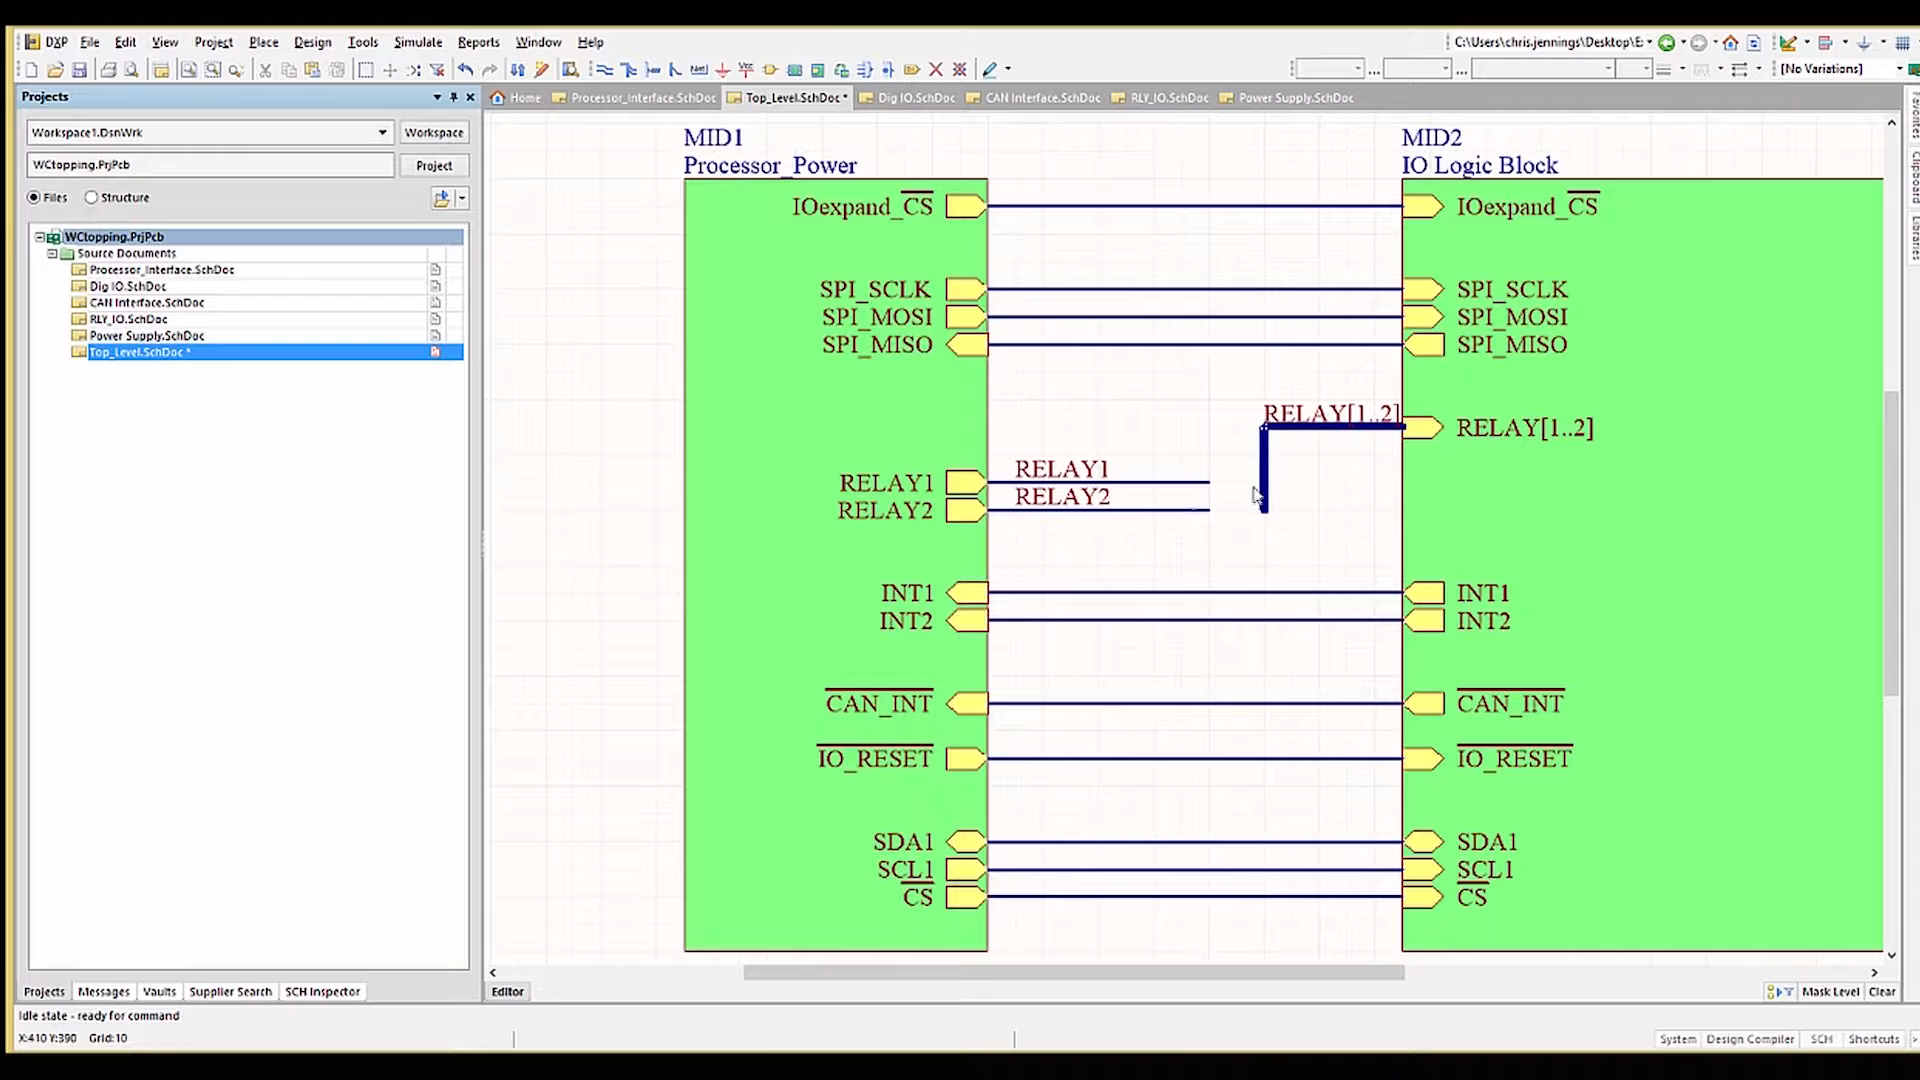 DXP File Edit View Project Place Design Tools Simulate Reports Window Help
C:\Users\chris.jennings\Desktop\E:
[No Variations]
Projects
Home Processor_Interface.SchDoc Top_Level.SchDoc * Dig IO.SchDoc CAN Interface.SchDoc RLY_IO.SchDoc Power Supply.SchDoc
Workspace1.DsnWrk Workspace
WCtopping.PrjPcb Project
Files Structure
WCtopping.PrjPcb
Source Documents
Processor_Interface.SchDoc
Dig IO.SchDoc
CAN Interface.SchDoc
RLY_IO.SchDoc
Power Supply.SchDoc
Top_Level.SchDoc *
MID1
Processor_Power
MID2
IO Logic Block
IOexpand_CS IOexpand_CS
SPI_SCLK SPI_SCLK
SPI_MOSI SPI_MOSI
SPI_MISO SPI_MISO
RELAY[1..2] RELAY[1..2]
RELAY1 RELAY1
RELAY2 RELAY2
INT1 INT1
INT2 INT2
CAN_INT CAN_INT
IO_RESET IO_RESET
SDA1 SDA1
SCL1 SCL1
CS CS
Favorites
Clipboard
Libraries
Projects Messages Vaults Supplier Search SCH Inspector
Editor
Mask Level Clear
Idle state - ready for command
X:410 Y:390 Grid:10
System Design Compiler SCH Shortcuts